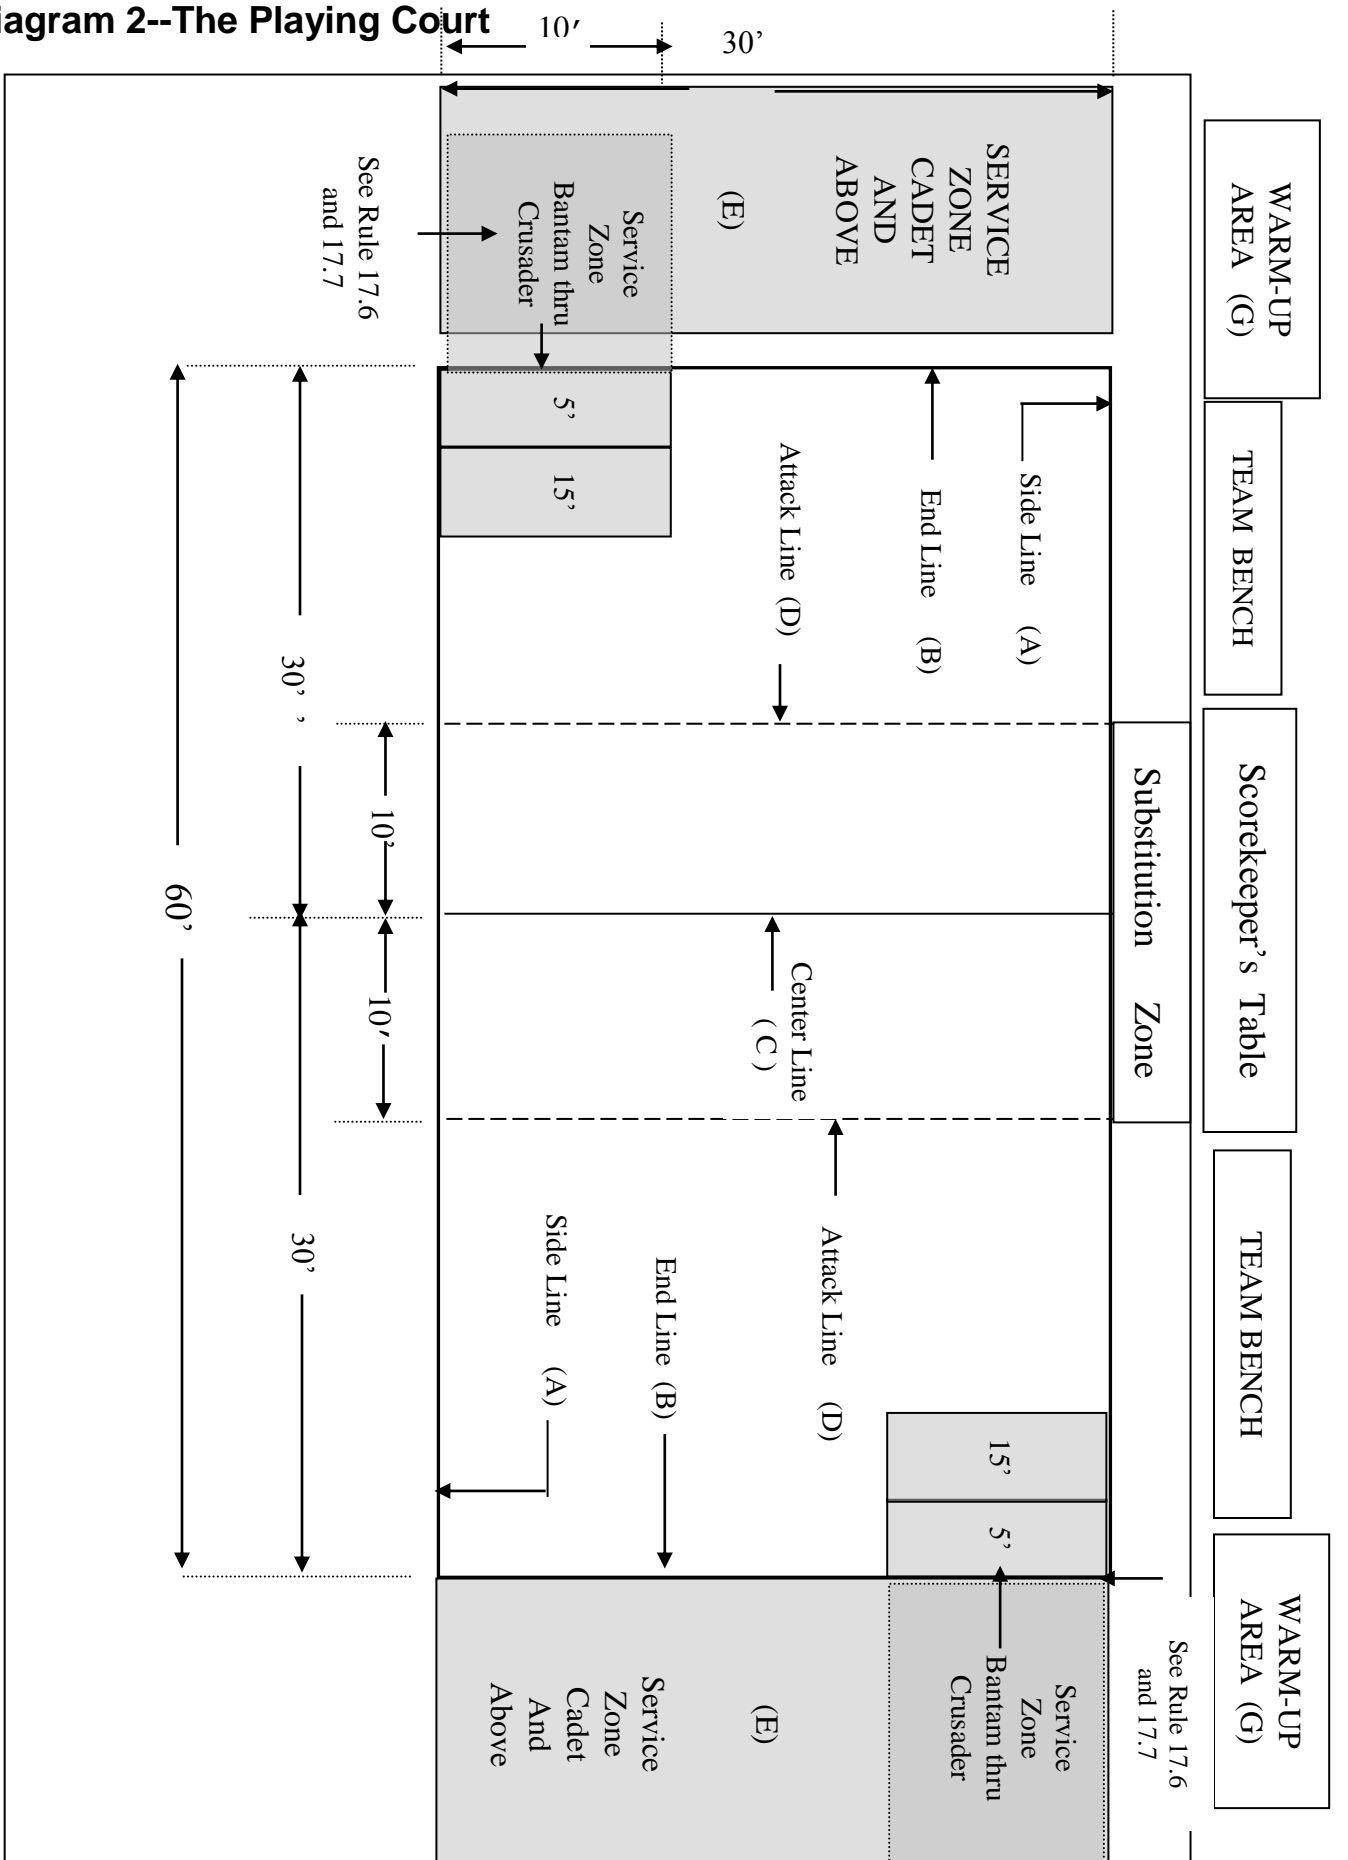 iagram 2--The Playing Court
10′
30’
WARM-UP
AREA (G)
TEAM BENCH
Scorekeeper’s Table
TEAM BENCH
WARM-UP
AREA (G)
Substitution Zone
See Rule 17.6
and 17.7
SERVICE
ZONE
CADET
AND
ABOVE
(E)
Service
Zone
Bantam thru
Crusader
See Rule 17.6
and 17.7
5’
15’
Side Line (A)
End Line (B)
Attack Line (D)
Center Line
( C )
Attack Line (D)
End Line (B)
Side Line (A)
15’
5’
Service
Zone
Bantam thru
Crusader
(E)
Service
Zone
Cadet
And
Above
10’
10′
30’ ’
30’
60’